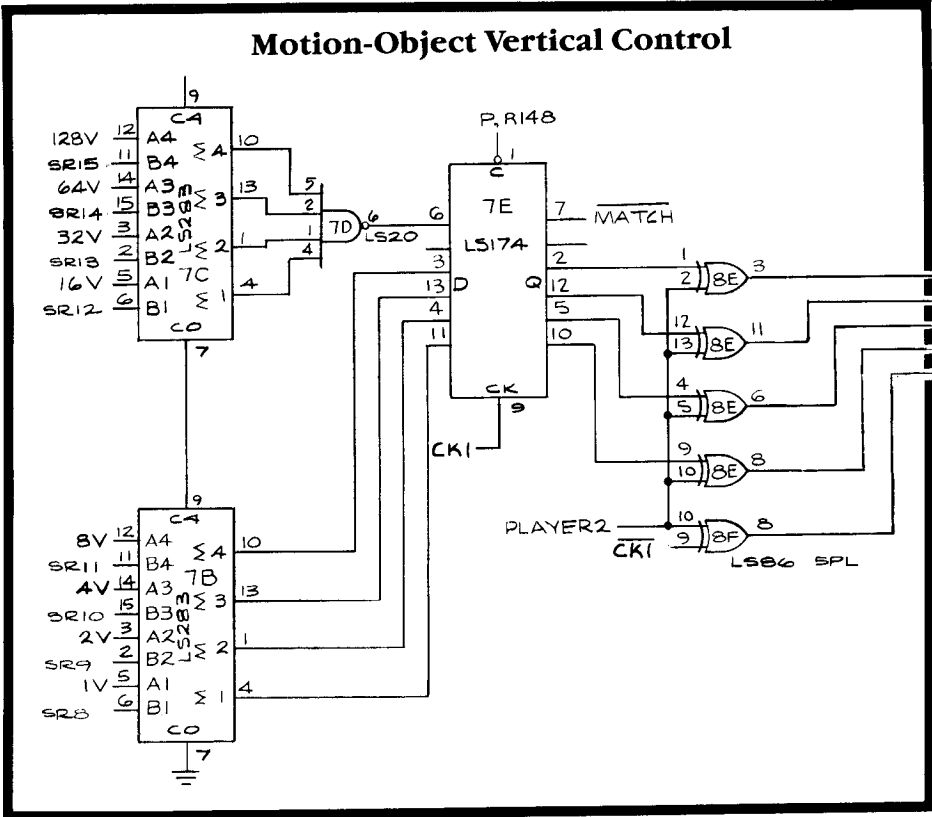 Motion-Object Vertical Control
9
C4
128V 12 A4
Σ4 10
SR15 11 B4
64V 14 A3
Σ3 13
SR14 15 B3
32V 3 A2
Σ2 1
SR13 2 B2
16V 5 A1
Σ1 4
SR12 6 B1
LS283
7C
C0
7
5
2
1
4
7D
6
LS20
P, R148
1
C
7E
LS174
6
3
13 D
4
11
7 MATCH
2
Q 12
5
10
CK
9
CK1
1
2
8E 3
12
13
8E 11
4
5
8E 6
9
10
8E 8
PLAYER2 10
CK1 9
8F 8
LS86 SPL
9
C4
8V 12 A4
Σ4 10
SR11 11 B4
7B
4V 14 A3
Σ3 13
SR10 15 B3
2V 3 A2
Σ2 1
SR9 2 B2
1V 5 A1
Σ1 4
SR8 6 B1
LS283
C0
7